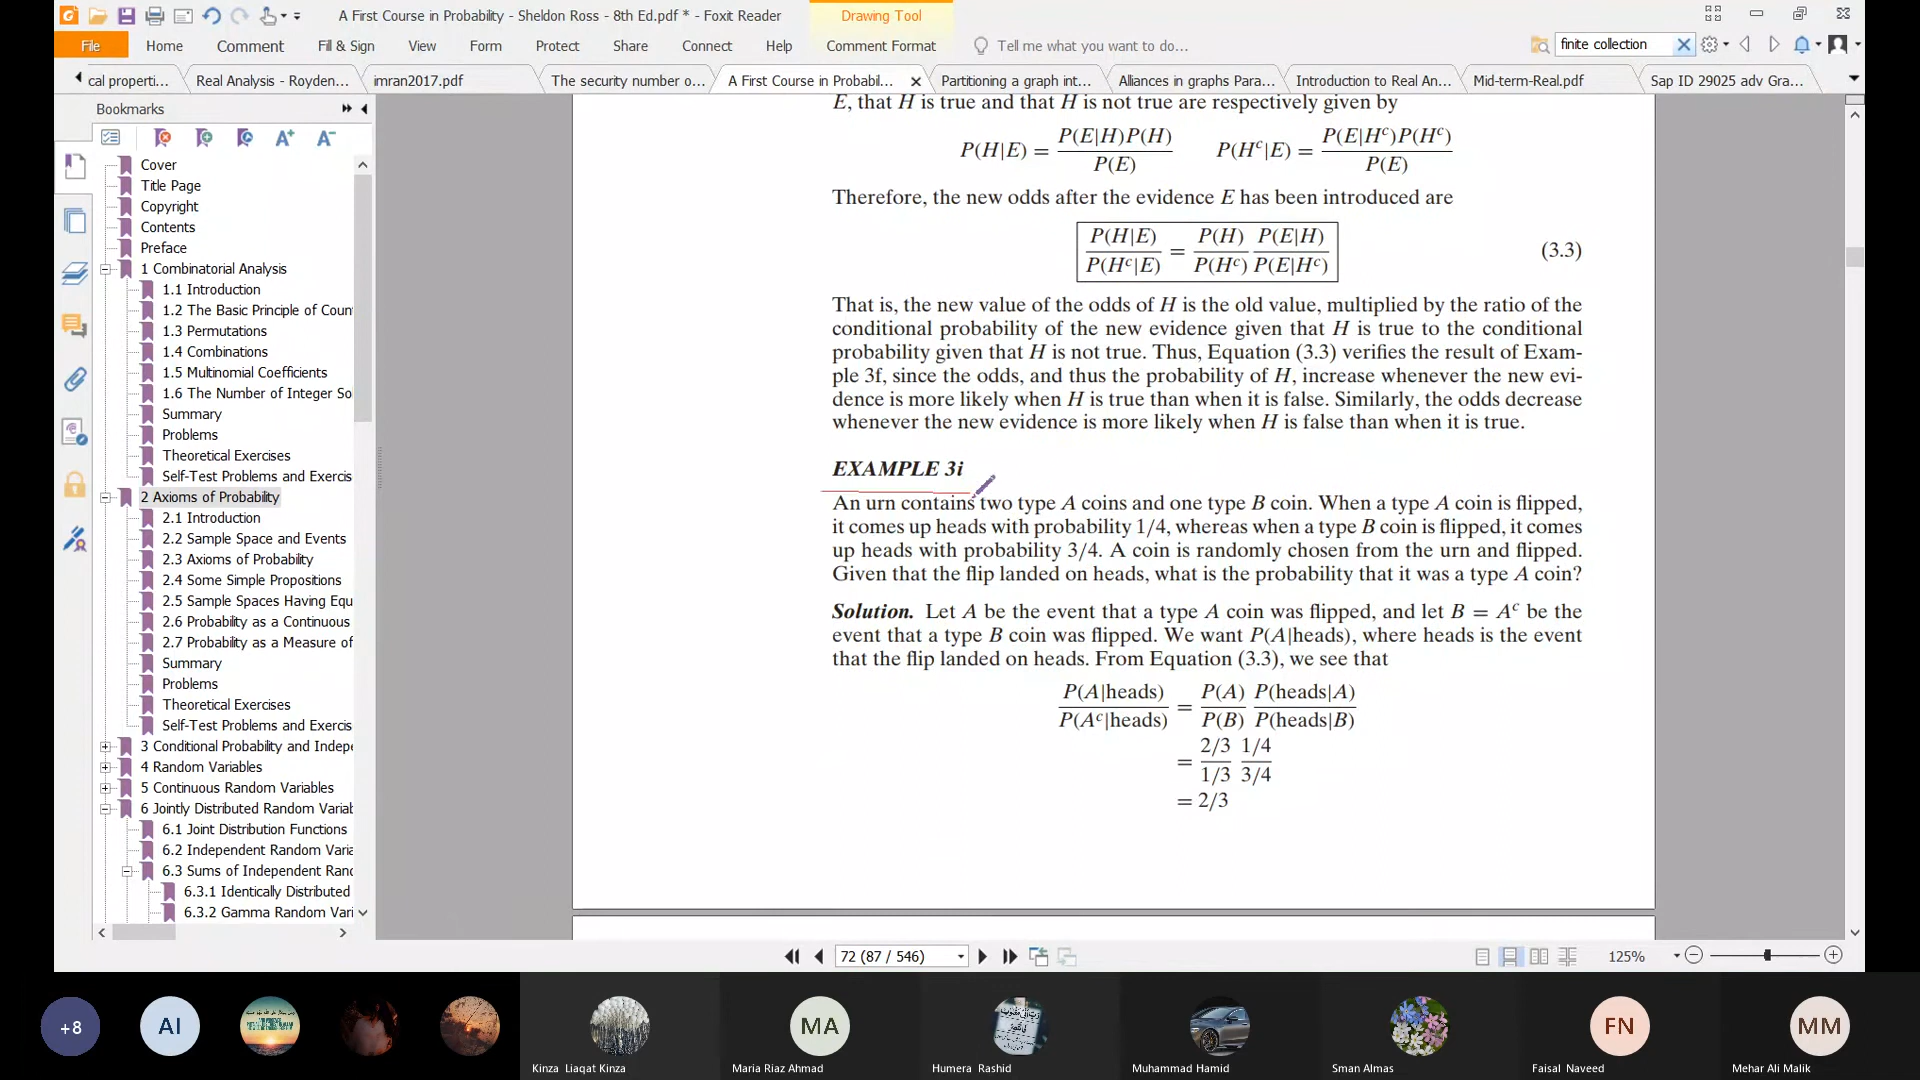 A First Course in Probability - Sheldon Ross - 8th Ed.pdf * - Foxit Reader
Drawing Tool
File
Home
Comment
Fill & Sign
View
Form
Protect
Share
Connect
Help
Comment Format
Tell me what you want to do...
finite collection
cal properti...
Real Analysis - Royden...
imran2017.pdf
The security number o...
A First Course in Probabil...
Partitioning a graph int...
Alliances in graphs Para...
Introduction to Real An...
Mid-term-Real.pdf
Sap ID 29025 adv Gra...
Bookmarks
Cover
Title Page
Copyright
Contents
Preface
1 Combinatorial Analysis
1.1 Introduction
1.2 The Basic Principle of Coun
1.3 Permutations
1.4 Combinations
1.5 Multinomial Coefficients
1.6 The Number of Integer So
Summary
Problems
Theoretical Exercises
Self-Test Problems and Exercis
2 Axioms of Probability
2.1 Introduction
2.2 Sample Space and Events
2.3 Axioms of Probability
2.4 Some Simple Propositions
2.5 Sample Spaces Having Equ
2.6 Probability as a Continuous
2.7 Probability as a Measure of
Summary
Problems
Theoretical Exercises
Self-Test Problems and Exercis
3 Conditional Probability and Indepe
4 Random Variables
5 Continuous Random Variables
6 Jointly Distributed Random Variab
6.1 Joint Distribution Functions
6.2 Independent Random Varia
6.3 Sums of Independent Rand
6.3.1 Identically Distributed
6.3.2 Gamma Random Vari
E, that H is true and that H is not true are respectively given by
P(H|E) = P(E|H)P(H) / P(E)    P(Hᶜ|E) = P(E|Hᶜ)P(Hᶜ) / P(E)
Therefore, the new odds after the evidence E has been introduced are
P(H|E) / P(Hᶜ|E) = P(H) / P(Hᶜ) P(E|H) / P(E|Hᶜ)    (3.3)
That is, the new value of the odds of H is the old value, multiplied by the ratio of the
conditional probability of the new evidence given that H is true to the conditional
probability given that H is not true. Thus, Equation (3.3) verifies the result of Exam-
ple 3f, since the odds, and thus the probability of H, increase whenever the new evi-
dence is more likely when H is true than when it is false. Similarly, the odds decrease
whenever the new evidence is more likely when H is false than when it is true.
EXAMPLE 3i
An urn contains two type A coins and one type B coin. When a type A coin is flipped,
it comes up heads with probability 1/4, whereas when a type B coin is flipped, it comes
up heads with probability 3/4. A coin is randomly chosen from the urn and flipped.
Given that the flip landed on heads, what is the probability that it was a type A coin?
Solution. Let A be the event that a type A coin was flipped, and let B = Aᶜ be the
event that a type B coin was flipped. We want P(A|heads), where heads is the event
that the flip landed on heads. From Equation (3.3), we see that
P(A|heads) / P(Aᶜ|heads) = P(A) / P(B) P(heads|A) / P(heads|B)
= 2/3 / 1/3 1/4 / 3/4
= 2/3
72 (87 / 546)
125%
+8
AI
MA
FN
MM
Kinza Liaqat Kinza
Maria Riaz Ahmad
Humera Rashid
Muhammad Hamid
Sman Almas
Faisal Naveed
Mehar Ali Malik